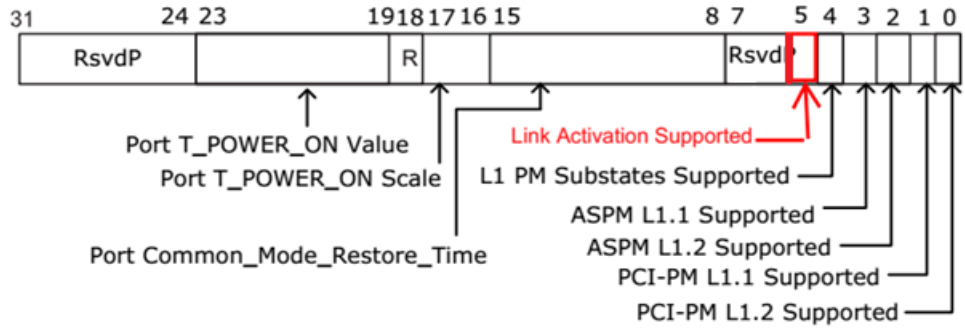 31 24 23 19 18 17 16 15 8 7 5 4 3 2 1 0
RsvdP R RsvdP
Link Activation Supported
Port T_POWER_ON Value
L1 PM Substates Supported
Port T_POWER_ON Scale
ASPM L1.1 Supported
ASPM L1.2 Supported
Port Common_Mode_Restore_Time
PCI-PM L1.1 Supported
PCI-PM L1.2 Supported